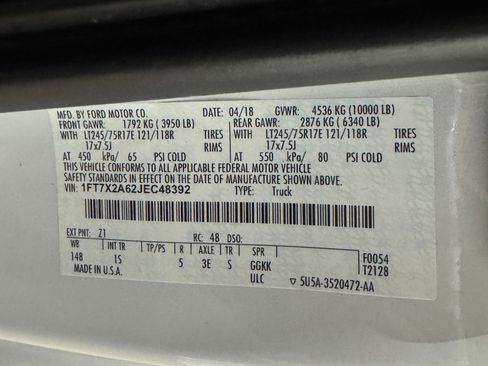 MFD. BY FORD MOTOR CO. DATE: 04/18 GVWR: 4536 KG (10000 LB)
FRONT GAWR: 1792 KG ( 3950 LB) REAR GAWR: 2876 KG ( 6340 LB)
WITH LT245/75R17E 121/118R TIRES WITH LT245/75R17E 121/118R TIRES
17x7.5J RIMS 17x7.5J RIMS
AT 450 kPa/ 65 PSI COLD AT 550 kPa/ 80 PSI COLD
THIS VEHICLE CONFORMS TO ALL APPLICABLE FEDERAL MOTOR VEHICLE
SAFETY STANDARDS IN EFFECT ON THE DATE OF MANUFACTURE SHOWN ABOVE.
VIN: 1FT7X2A62JEC48392 TYPE: Truck
EXT PNT: Z1 RC: 48 DSO:
WB INT TR TP/PS R AXLE TR SPR
148 1S 5 3E S GGKK F0054
T2128
MADE IN U.S.A. ULC 5U5A-3520472-AA